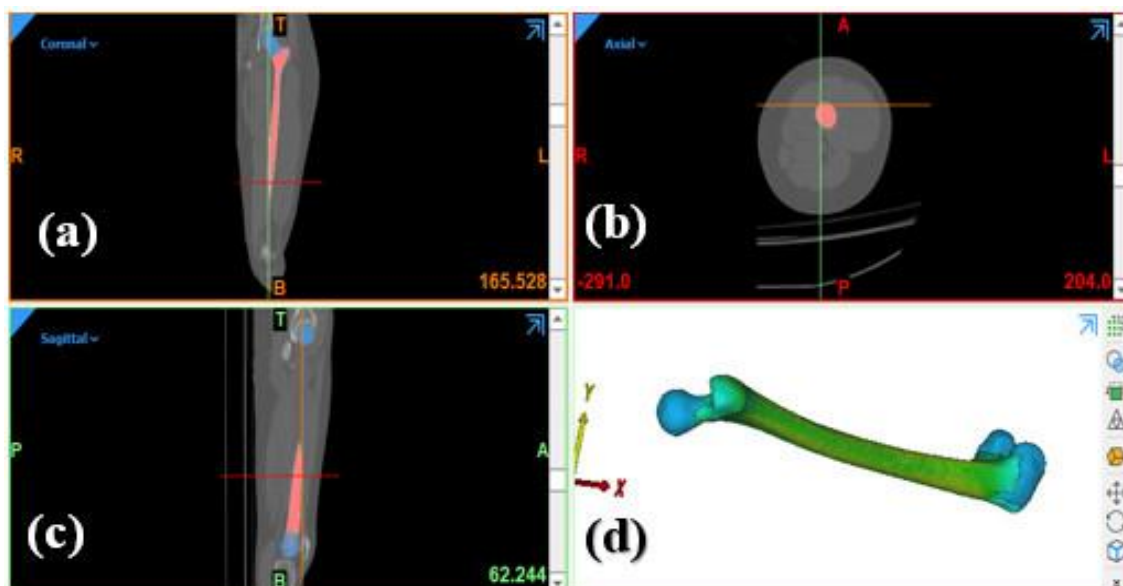 Coronal
T
R
L
(a)
B
165.528
Axial
A
R
L
(b)
-291.0
P
204.0
Sagittal
T
P
A
(c)
B
62.244
Y
X
(d)